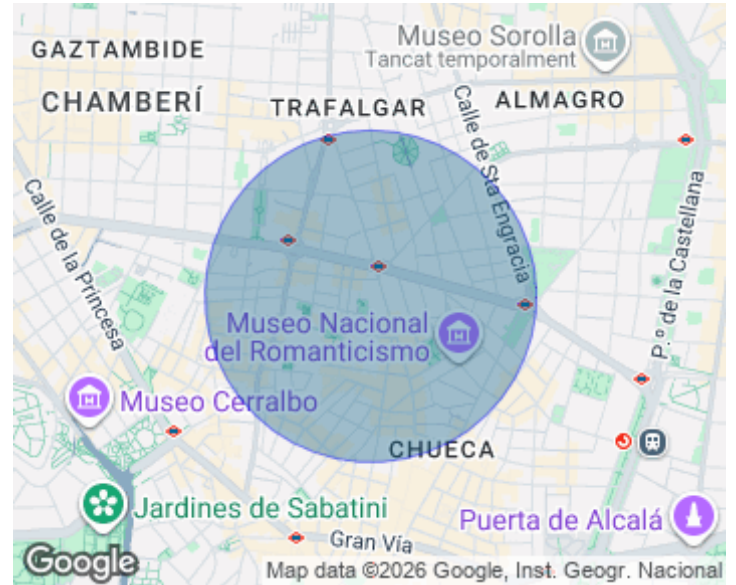 GAZTAMBIDE
Museo Sorolla
Tancat temporalment
CHAMBERÍ
TRAFALGAR
ALMAGRO
Calle de Sta Engracia
Calle de la Princesa
P.º de la Castellana
Museo Nacional
del Romanticismo
Museo Cerralbo
CHUECA
Jardines de Sabatini
Puerta de Alcalá
Gran Vía
Google
Map data ©2026 Google, Inst. Geogr. Nacional